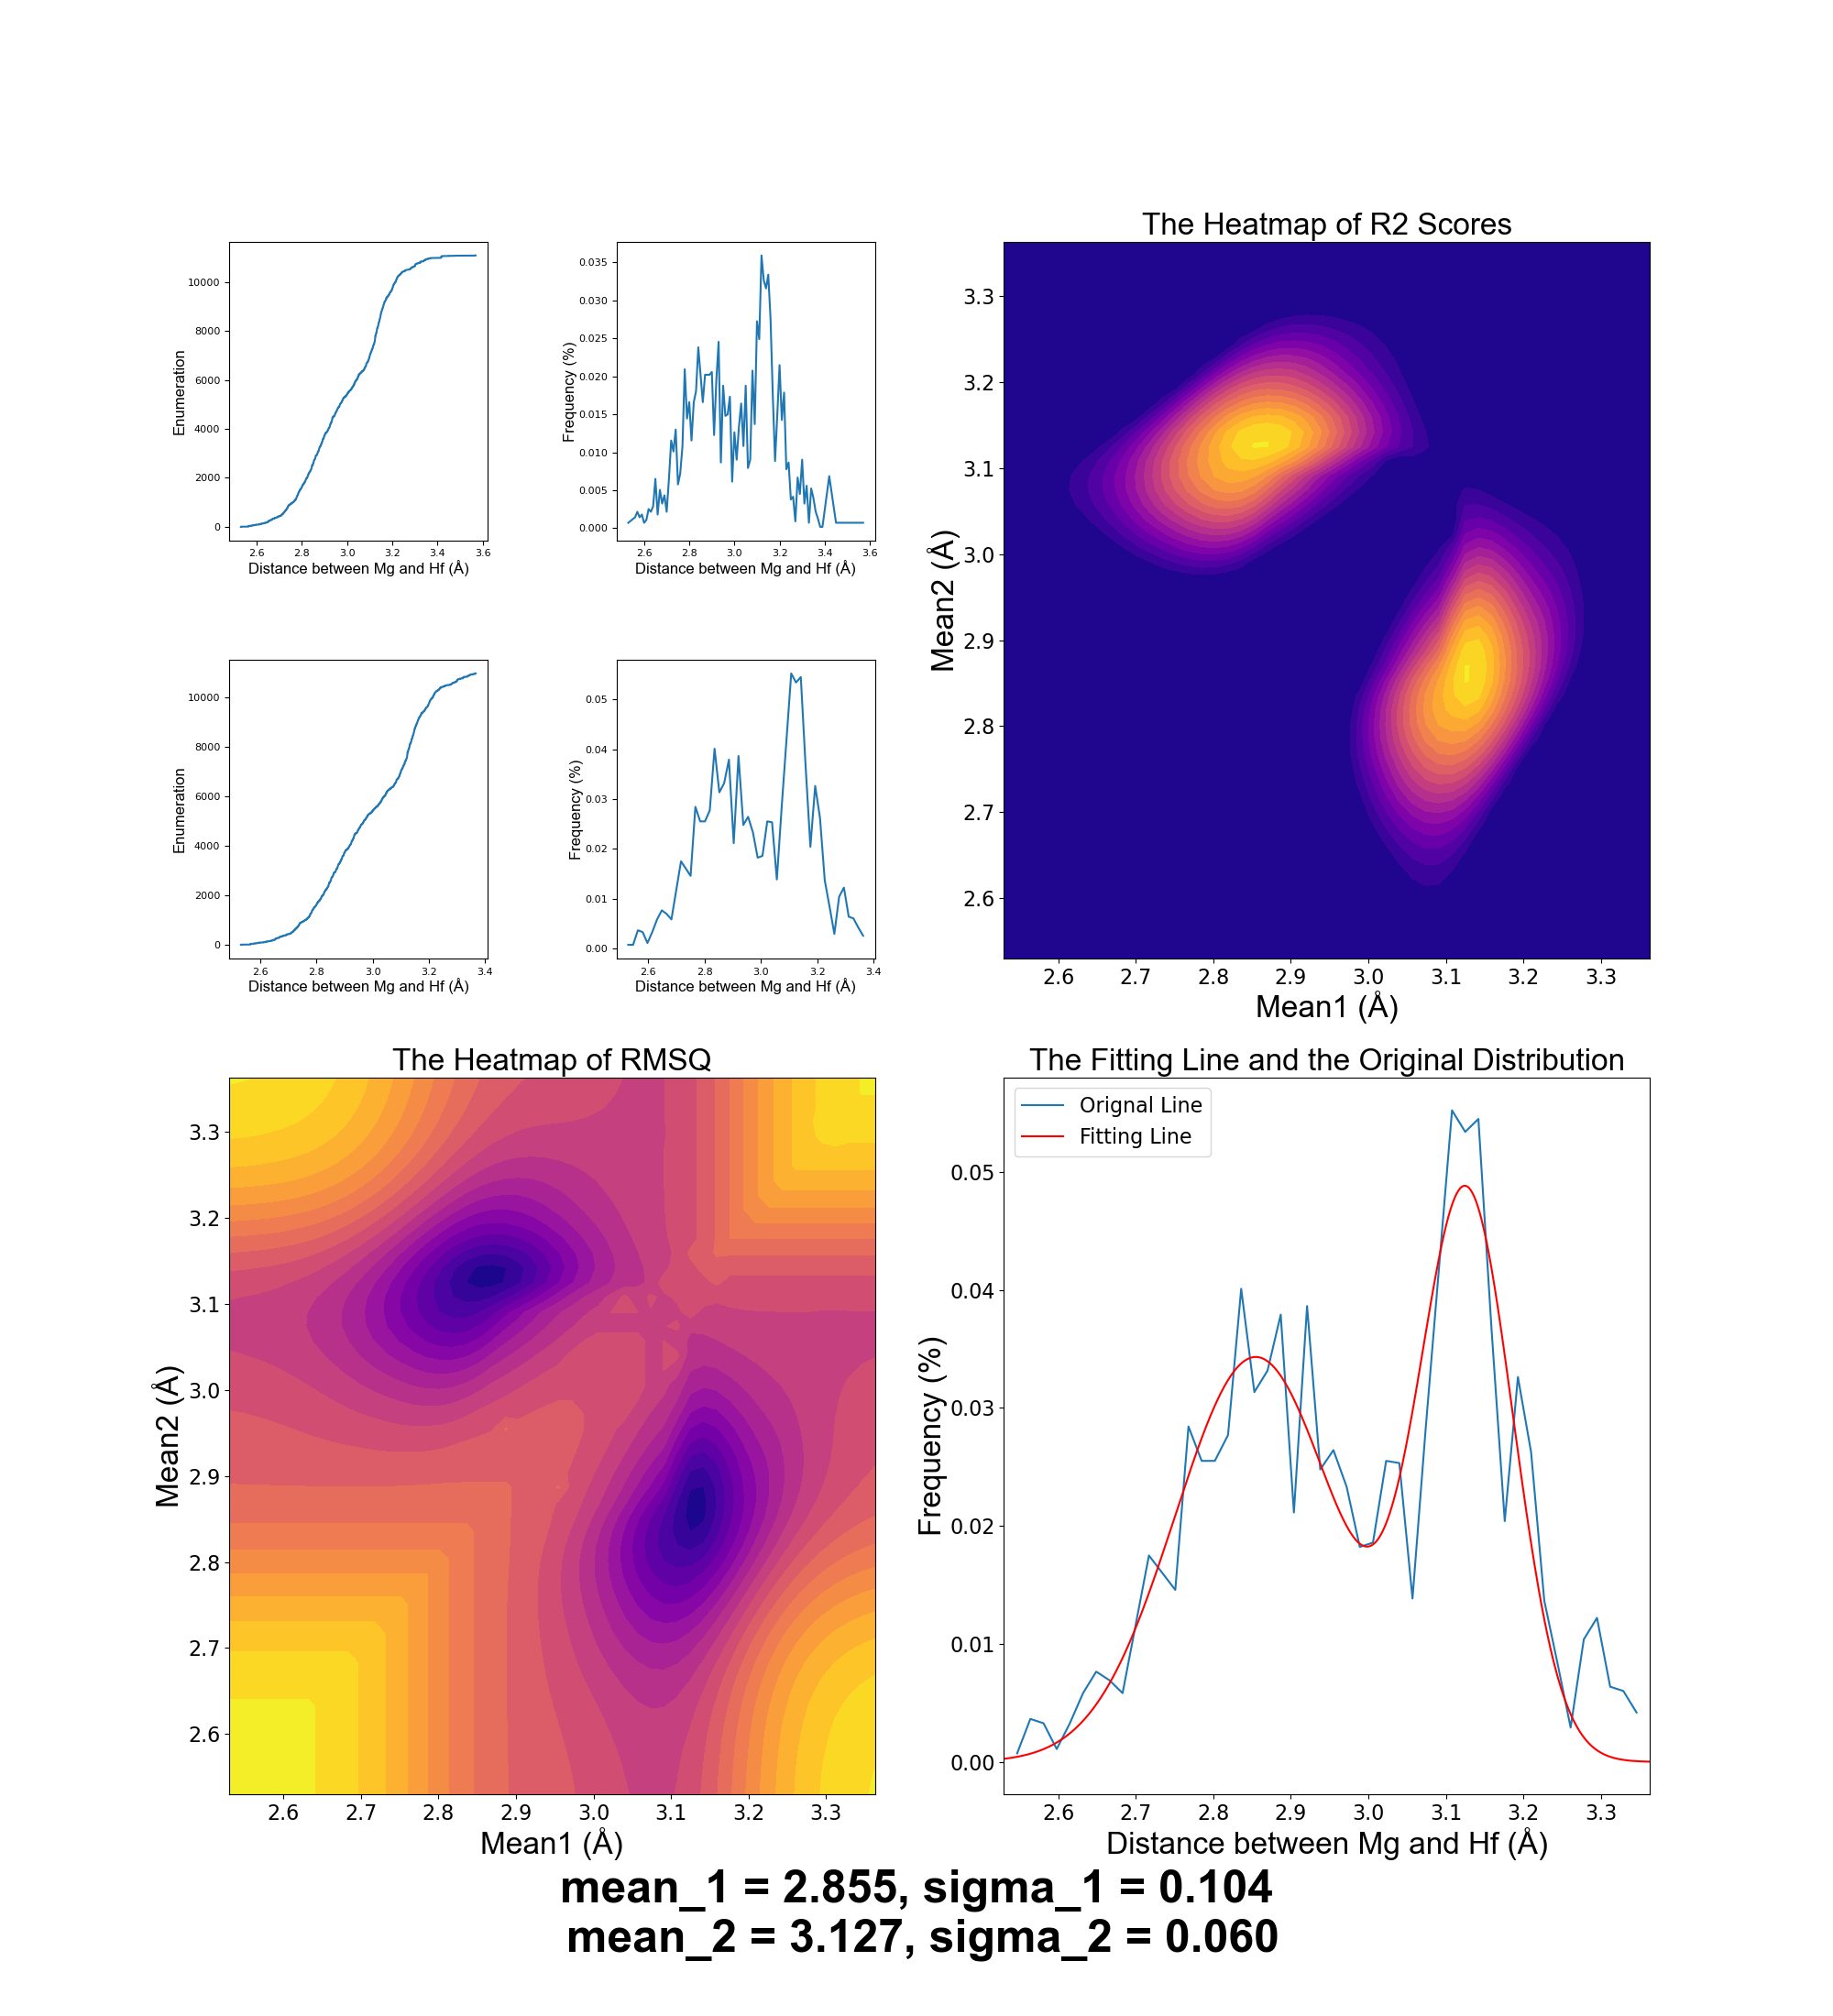 Enumeration
10000
8000
6000
4000
2000
0
2.6 2.8 3.0 3.2 3.4 3.6
Distance between Mg and Hf (Å)
Frequency (%)
0.035
0.030
0.025
0.020
0.015
0.010
0.005
0.000
2.6 2.8 3.0 3.2 3.4 3.6
Distance between Mg and Hf (Å)
Enumeration
10000
8000
6000
4000
2000
0
2.6 2.8 3.0 3.2 3.4
Distance between Mg and Hf (Å)
Frequency (%)
0.05
0.04
0.03
0.02
0.01
0.00
2.6 2.8 3.0 3.2 3.4
Distance between Mg and Hf (Å)
The Heatmap of R2 Scores
Mean2 (Å)
3.3
3.2
3.1
3.0
2.9
2.8
2.7
2.6
2.6 2.7 2.8 2.9 3.0 3.1 3.2 3.3
Mean1 (Å)
The Heatmap of RMSQ
Mean2 (Å)
3.3
3.2
3.1
3.0
2.9
2.8
2.7
2.6
2.6 2.7 2.8 2.9 3.0 3.1 3.2 3.3
Mean1 (Å)
The Fitting Line and the Original Distribution
Orignal Line
Fitting Line
Frequency (%)
0.05
0.04
0.03
0.02
0.01
0.00
2.6 2.7 2.8 2.9 3.0 3.1 3.2 3.3
Distance between Mg and Hf (Å)
mean_1 = 2.855, sigma_1 = 0.104
mean_2 = 3.127, sigma_2 = 0.060